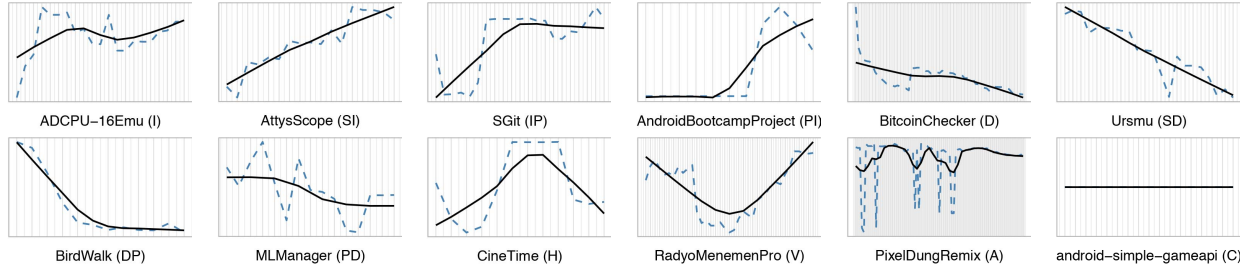 ADCPU−16Emu (I)
AttysScope (SI)
SGit (IP)
AndroidBootcampProject (PI)
BitcoinChecker (D)
Ursmu (SD)
BirdWalk (DP)
MLManager (PD)
CineTime (H)
RadyoMenemenPro (V)
PixelDungRemix (A)
android−simple−gameapi (C)